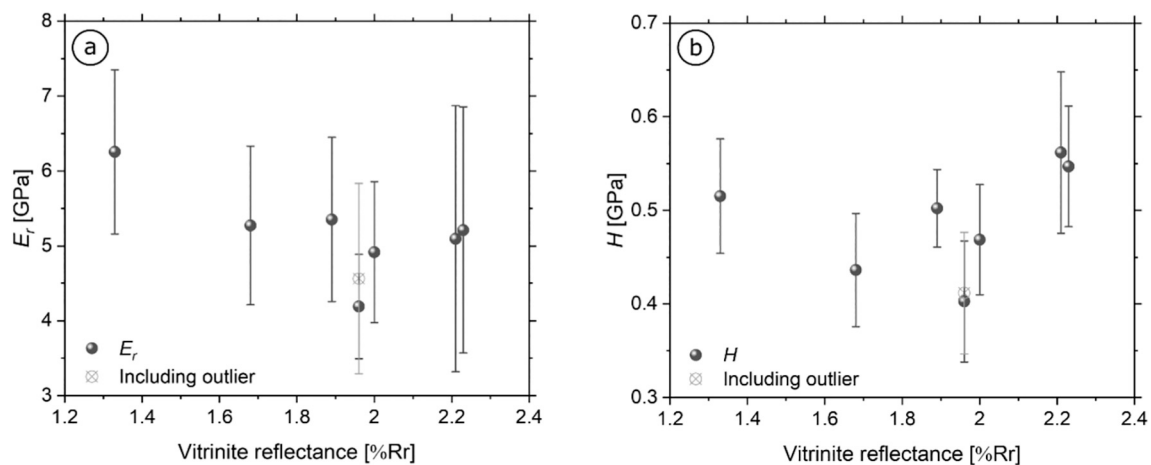 a
8
7
6
5
4
3
E_r [GPa]
E_r
Including outlier
1.2 1.4 1.6 1.8 2 2.2 2.4
Vitrinite reflectance [%Rr]
b
0.7
0.6
0.5
0.4
0.3
H [GPa]
H
Including outlier
1.2 1.4 1.6 1.8 2 2.2 2.4
Vitrinite reflectance [%Rr]